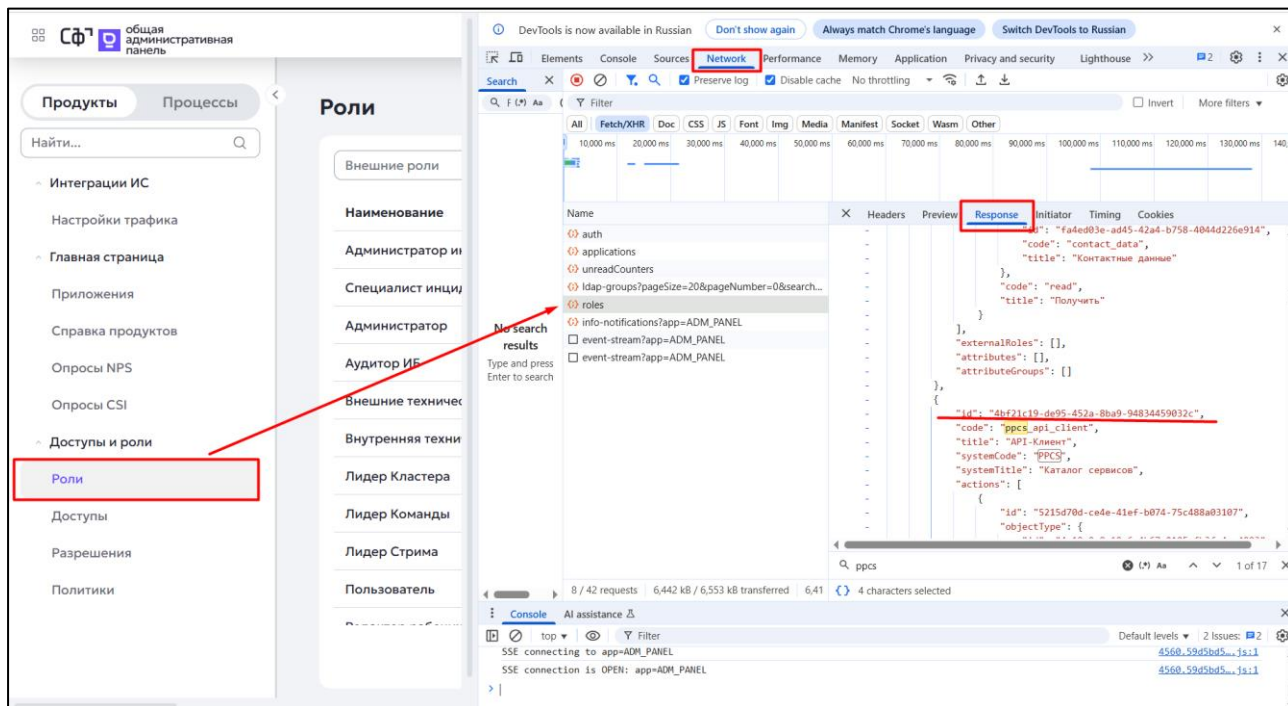 Сф общая
административная
панель
Продукты Процессы
Найти...
Интеграции ИС
Настройки трафика
Главная страница
Приложения
Справка продуктов
Опросы NPS
Опросы CSI
Доступы и роли
Роли
Доступы
Разрешения
Политики
Роли
Внешние роли
Наименование
Администратор ин
Специалист инцид
Администратор
Аудитор ИБ
Внешние техничес
Внутренняя техни
Лидер Кластера
Лидер Команды
Лидер Стрима
Пользователь
DevTools is now available in Russian Don't show again Always match Chrome's language Switch DevTools to Russian
Elements Console Sources Network Performance Memory Application Privacy and security Lighthouse 2
Search Preserve log Disable cache No throttling
F (.*) Aa Filter Invert More filters
All Fetch/XHR Doc CSS JS Font Img Media Manifest Socket Wasm Other
10,000 ms 20,000 ms 30,000 ms 40,000 ms 50,000 ms 60,000 ms 70,000 ms 80,000 ms 90,000 ms 100,000 ms 110,000 ms 120,000 ms 130,000 ms 140,
No search
results
Type and press
Enter to search
Name
auth
applications
unreadCounters
ldap-groups?pageSize=20&pageNumber=0&search...
roles
info-notifications?app=ADM_PANEL
event-stream?app=ADM_PANEL
event-stream?app=ADM_PANEL
Headers Preview Response Initiator Timing Cookies
"id": "fa4ed03e-ad45-42a4-b758-4044d226e914",
"code": "contact_data",
"title": "Контактные данные"
},
"code": "read",
"title": "Получить"
}
],
"externalRoles": [],
"attributes": [],
"attributeGroups": []
},
{
"id": "4bf21c19-de95-452a-8ba9-94834459032c",
"code": "ppcs_api_client",
"title": "API-Клиент",
"systemCode": "PPCS",
"systemTitle": "Каталог сервисов",
"actions": [
{
"id": "5215d70d-ce4e-41ef-b074-75c488a03107",
"objectType": {
ppcs (.*) Aa 1 of 17
8 / 42 requests 6,442 kB / 6,553 kB transferred 6,41 {} 4 characters selected
Console AI assistance
top Filter Default levels 2 Issues: 2
SSE connecting to app=ADM_PANEL 4560.59d5bd5….js:1
SSE connection is OPEN: app=ADM_PANEL 4560.59d5bd5….js:1